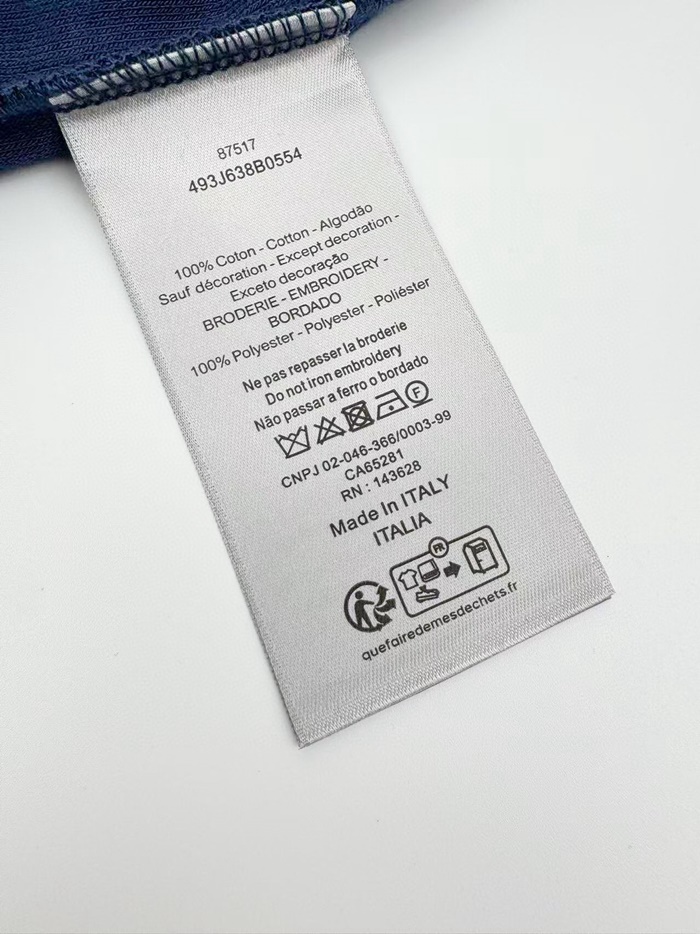 87517
493J638B0554
100% Coton - Cotton - Algodão
Sauf décoration - Except decoration -
Exceto decoração
BRODERIE - EMBROIDERY -
BORDADO
100% Polyester - Polyester - Poliéster
Ne pas repasser la broderie
Do not iron embroidery
Não passar a ferro o bordado
F
CNPJ 02-046-366/0003-99
CA65281
RN : 143628
Made In ITALY
ITALIA
FR
quefairedemesdechets.fr